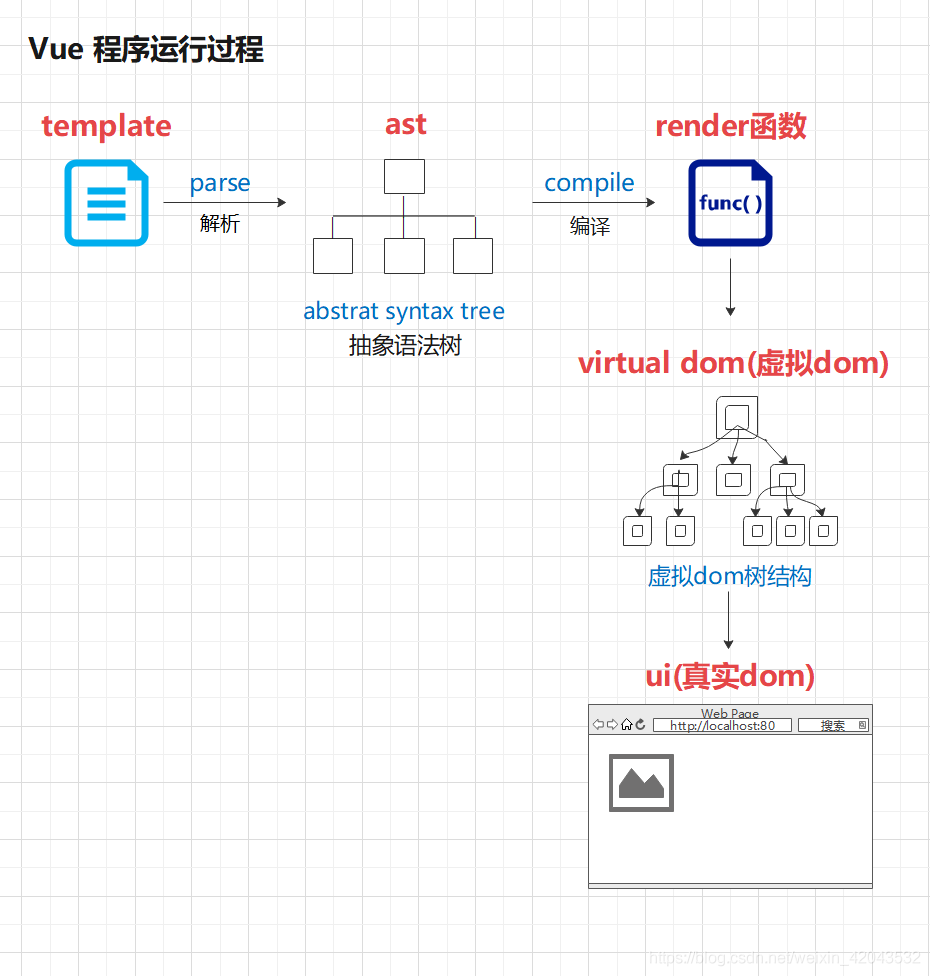 Vue 程序运行过程
template
ast
render函数
parse
解析
compile
编译
func( )
abstrat syntax tree
抽象语法树
virtual dom(虚拟dom)
虚拟dom树结构
ui(真实dom)
Web Page
http://localhost:80
搜索
https://blog.csdn.net/weixin_42043532